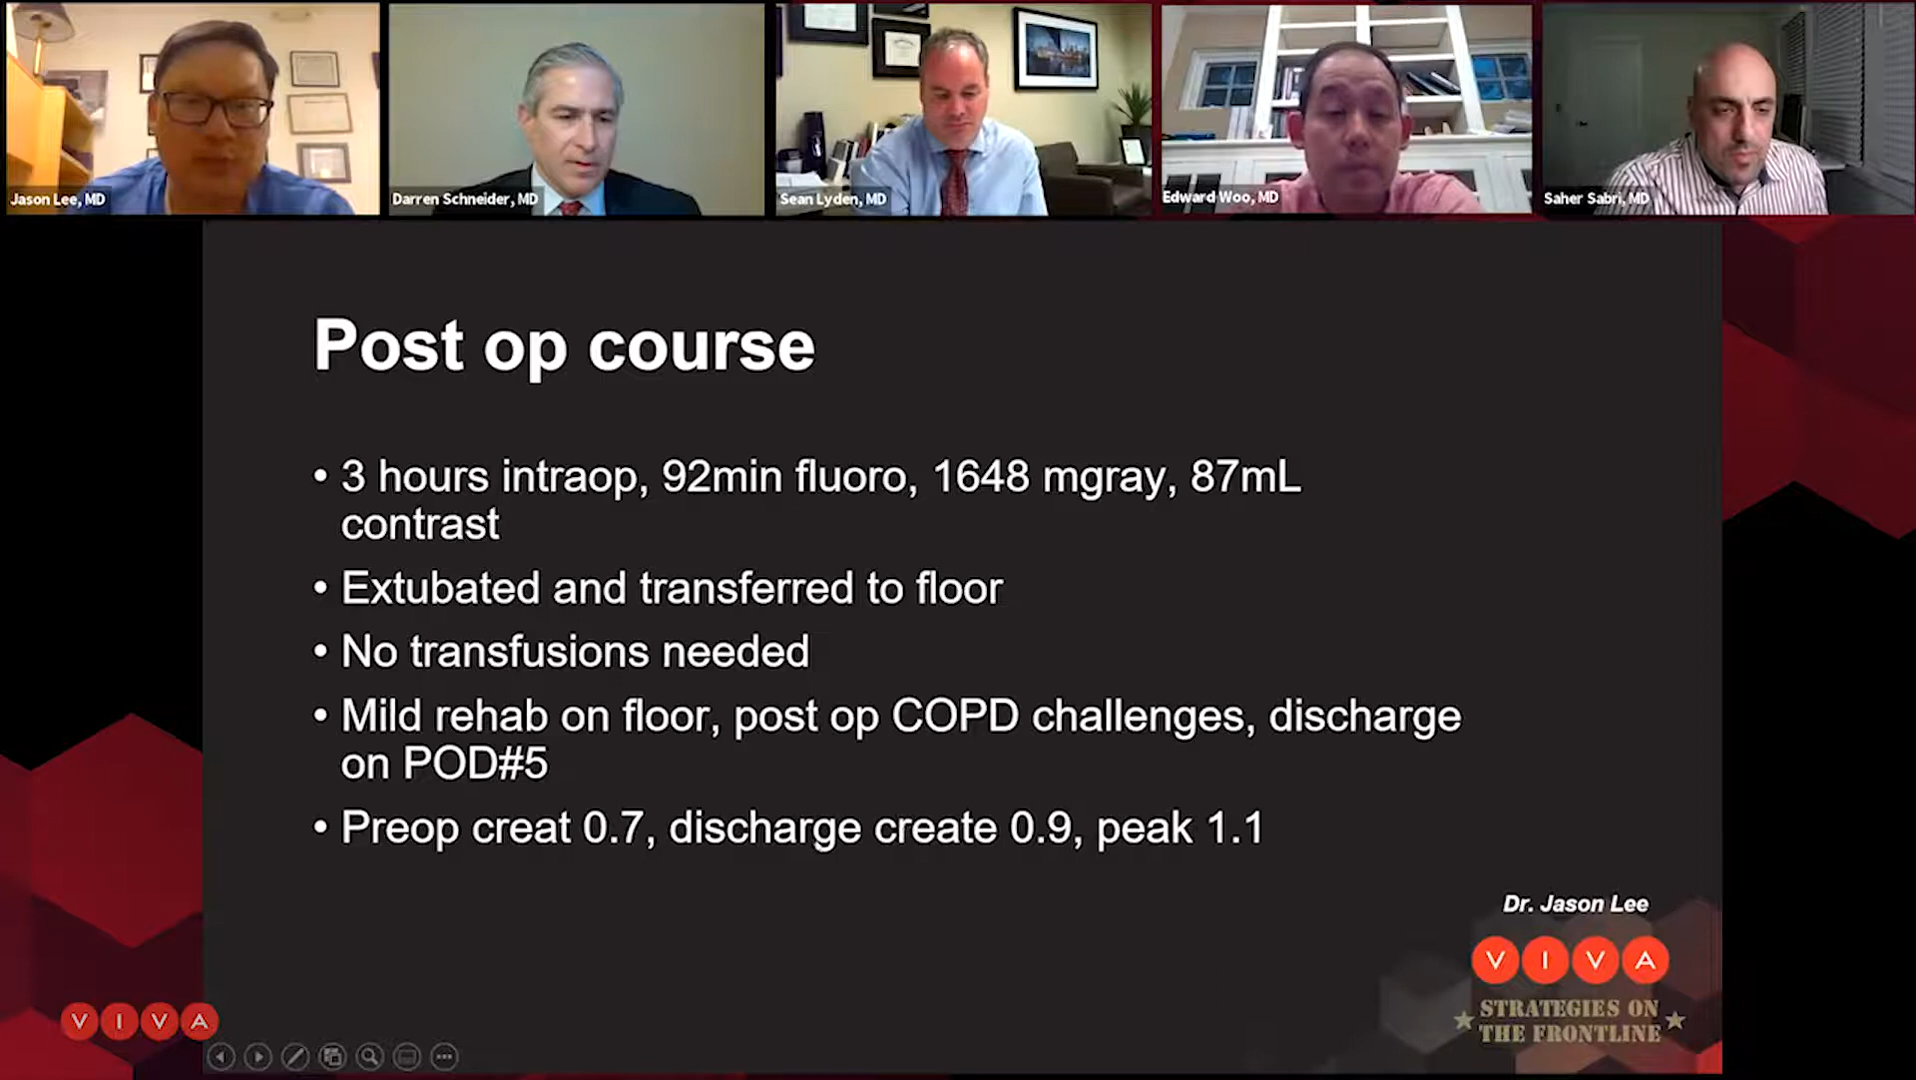 Jason Lee, MD
Darren Schneider, MD
Sean Lyden, MD
Edward Woo, MD
Saher Sabri, MD
Post op course
• 3 hours intraop, 92min fluoro, 1648 mgray, 87mL
contrast
• Extubated and transferred to floor
• No transfusions needed
• Mild rehab on floor, post op COPD challenges, discharge
on POD#5
• Preop creat 0.7, discharge create 0.9, peak 1.1
Dr. Jason Lee
VIVA
STRATEGIES ON
THE FRONTLINE
VIVA